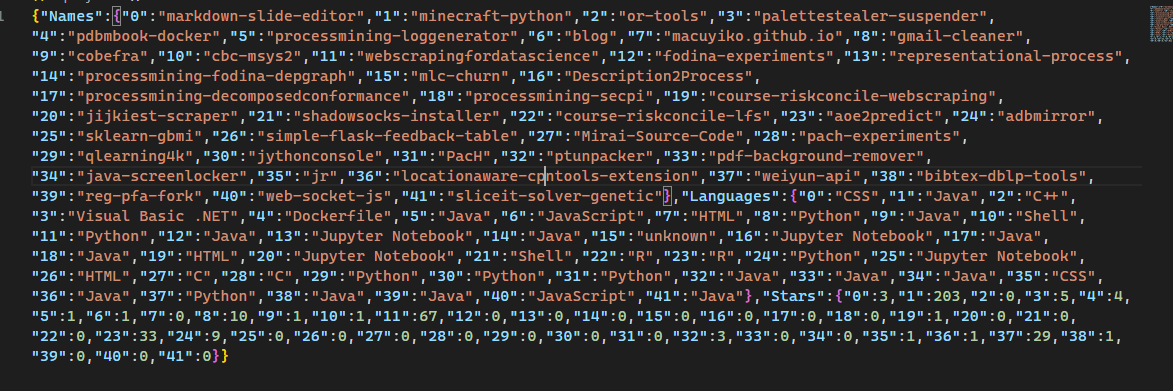 1 {"Names":{"0":"markdown-slide-editor","1":"minecraft-python","2":"or-tools","3":"palettestealer-suspender",
"4":"pdbmbook-docker","5":"processmining-loggenerator","6":"blog","7":"macuyiko.github.io","8":"gmail-cleaner",
"9":"cobefra","10":"cbc-msys2","11":"webscrapingfordatascience","12":"fodina-experiments","13":"representational-process",
"14":"processmining-fodina-depgraph","15":"mlc-churn","16":"Description2Process",
"17":"processmining-decomposedconformance","18":"processmining-secpi","19":"course-riskconcile-webscraping",
"20":"jijkiest-scraper","21":"shadowsocks-installer","22":"course-riskconcile-lfs","23":"aoe2predict","24":"adbmirror",
"25":"sklearn-gbmi","26":"simple-flask-feedback-table","27":"Mirai-Source-Code","28":"pach-experiments",
"29":"qlearning4k","30":"jythonconsole","31":"PacH","32":"ptunpacker","33":"pdf-background-remover",
"34":"java-screenlocker","35":"jr","36":"locationaware-cpntools-extension","37":"weiyun-api","38":"bibtex-dblp-tools",
"39":"reg-pfa-fork","40":"web-socket-js","41":"sliceit-solver-genetic"},"Languages":{"0":"CSS","1":"Java","2":"C++",
"3":"Visual Basic .NET","4":"Dockerfile","5":"Java","6":"JavaScript","7":"HTML","8":"Python","9":"Java","10":"Shell",
"11":"Python","12":"Java","13":"Jupyter Notebook","14":"Java","15":"unknown","16":"Jupyter Notebook","17":"Java",
"18":"Java","19":"HTML","20":"Jupyter Notebook","21":"Shell","22":"R","23":"R","24":"Python","25":"Jupyter Notebook",
"26":"HTML","27":"C","28":"C","29":"Python","30":"Python","31":"Python","32":"Java","33":"Java","34":"Java","35":"CSS",
"36":"Java","37":"Python","38":"Java","39":"Java","40":"JavaScript","41":"Java"},"Stars":{"0":3,"1":203,"2":0,"3":5,"4":4,
"5":1,"6":1,"7":0,"8":10,"9":1,"10":1,"11":67,"12":0,"13":0,"14":0,"15":0,"16":0,"17":0,"18":0,"19":1,"20":0,"21":0,
"22":0,"23":33,"24":9,"25":0,"26":0,"27":0,"28":0,"29":0,"30":0,"31":0,"32":3,"33":0,"34":0,"35":1,"36":1,"37":29,"38":1,
"39":0,"40":0,"41":0}}